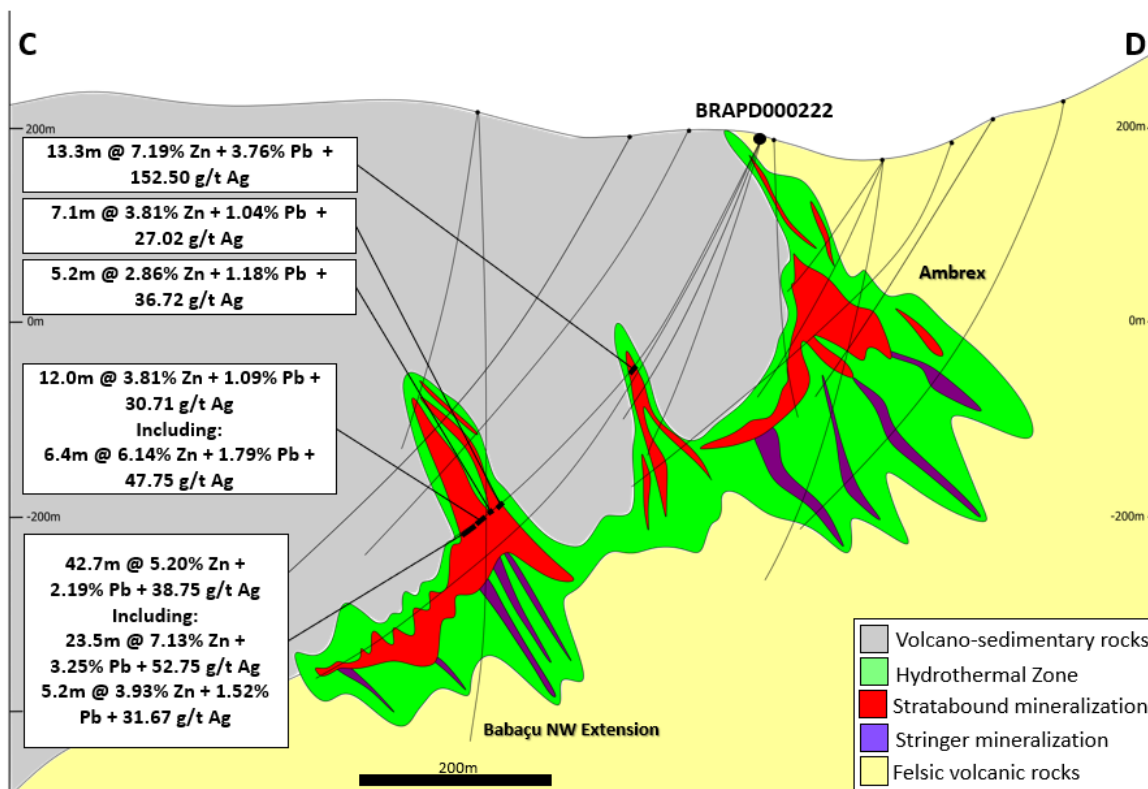 C
D
BRAPD000222
200m
200m
13.3m @ 7.19% Zn + 3.76% Pb +
152.50 g/t Ag
7.1m @ 3.81% Zn + 1.04% Pb +
27.02 g/t Ag
5.2m @ 2.86% Zn + 1.18% Pb +
36.72 g/t Ag
Ambrex
0m
0m
12.0m @ 3.81% Zn + 1.09% Pb +
30.71 g/t Ag
Including:
6.4m @ 6.14% Zn + 1.79% Pb +
47.75 g/t Ag
-200m
-200m
42.7m @ 5.20% Zn +
2.19% Pb + 38.75 g/t Ag
Including:
23.5m @ 7.13% Zn +
3.25% Pb + 52.75 g/t Ag
5.2m @ 3.93% Zn + 1.52%
Pb + 31.67 g/t Ag
Babaçu NW Extension
200m
Volcano-sedimentary rocks
Hydrothermal Zone
Stratabound mineralization
Stringer mineralization
Felsic volcanic rocks